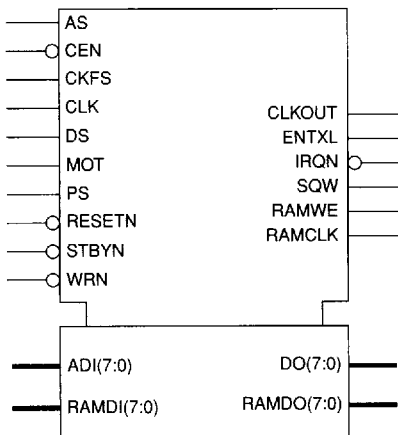 AS
CEN
CKFS
CLK
DS
MOT
PS
RESETN
STBYN
WRN
CLKOUT
ENTXL
IRQN
SQW
RAMWE
RAMCLK
ADI(7:0)
RAMDI(7:0)
DO(7:0)
RAMDO(7:0)